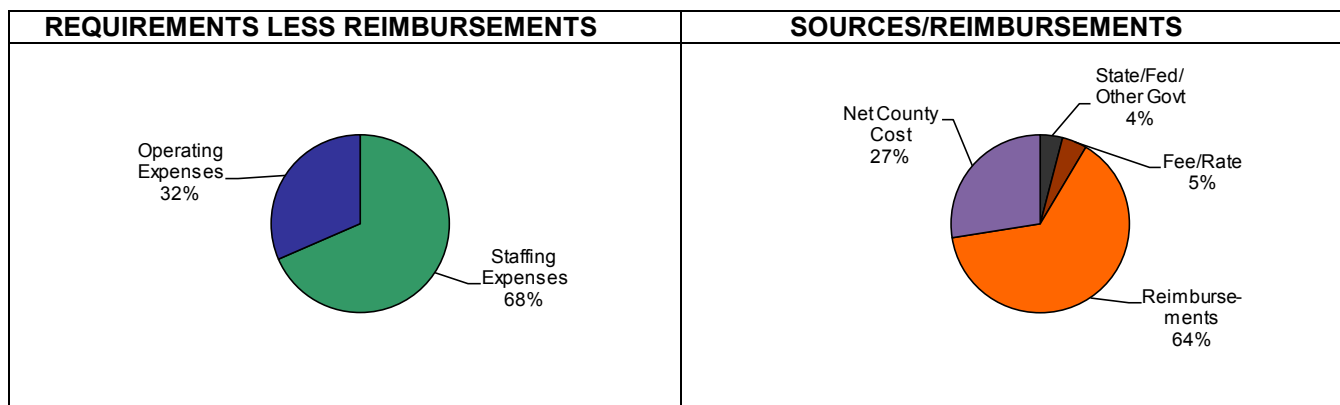 REQUIREMENTS LESS REIMBURSEMENTS
Operating
Expenses
32%
Staffing
Expenses
68%
SOURCES/REIMBURSEMENTS
State/Fed/
Other Govt
4%
Net County
Cost
27%
Fee/Rate
5%
Reimburse-
ments
64%